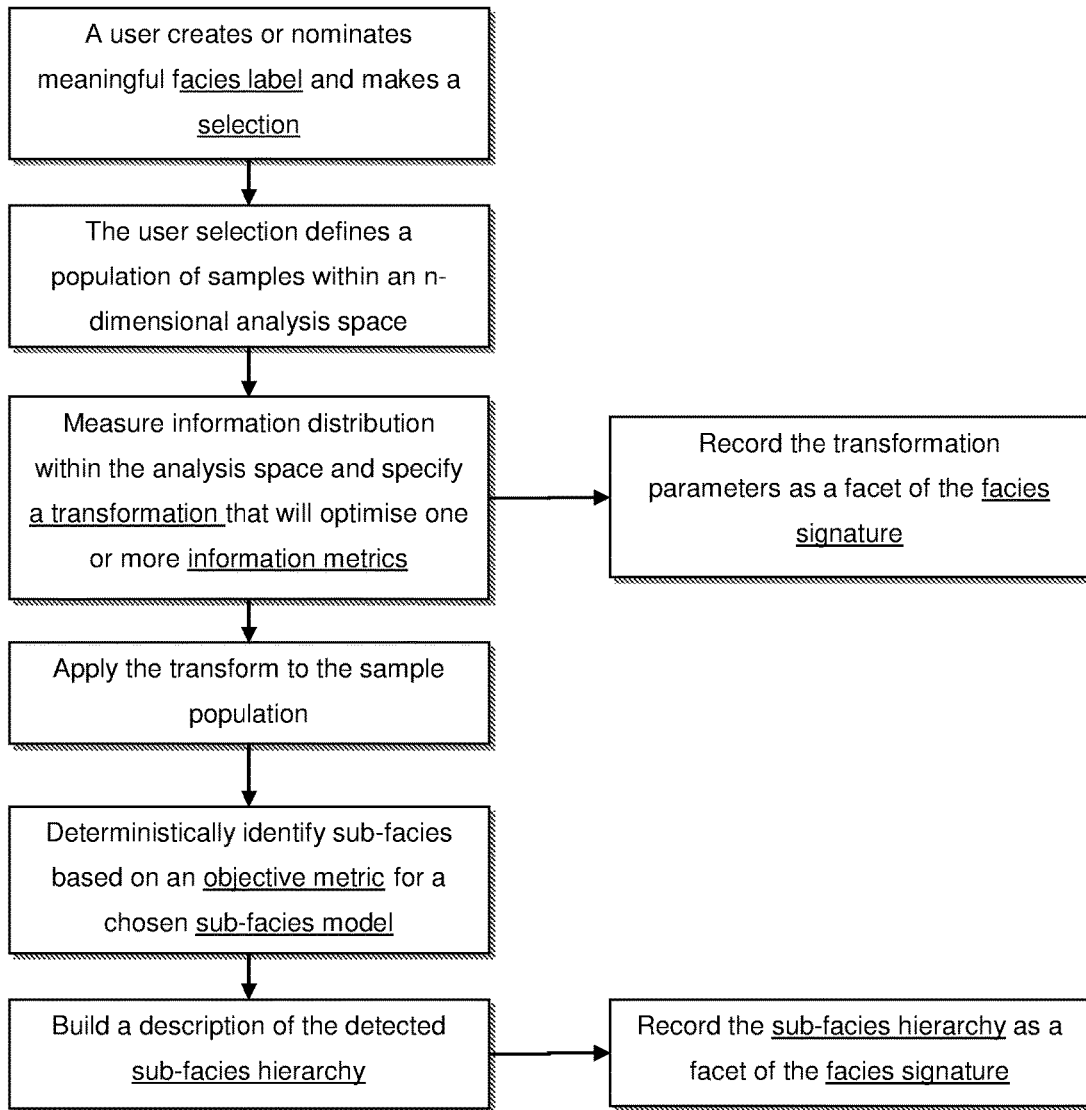 A user creates or nominates
meaningful facies label and makes a
selection
The user selection defines a
population of samples within an n-
dimensional analysis space
Measure information distribution
within the analysis space and specify
a transformation that will optimise one
or more information metrics
Record the transformation
parameters as a facet of the facies
signature
Apply the transform to the sample
population
Deterministically identify sub-facies
based on an objective metric for a
chosen sub-facies model
Build a description of the detected
sub-facies hierarchy
Record the sub-facies hierarchy as a
facet of the facies signature